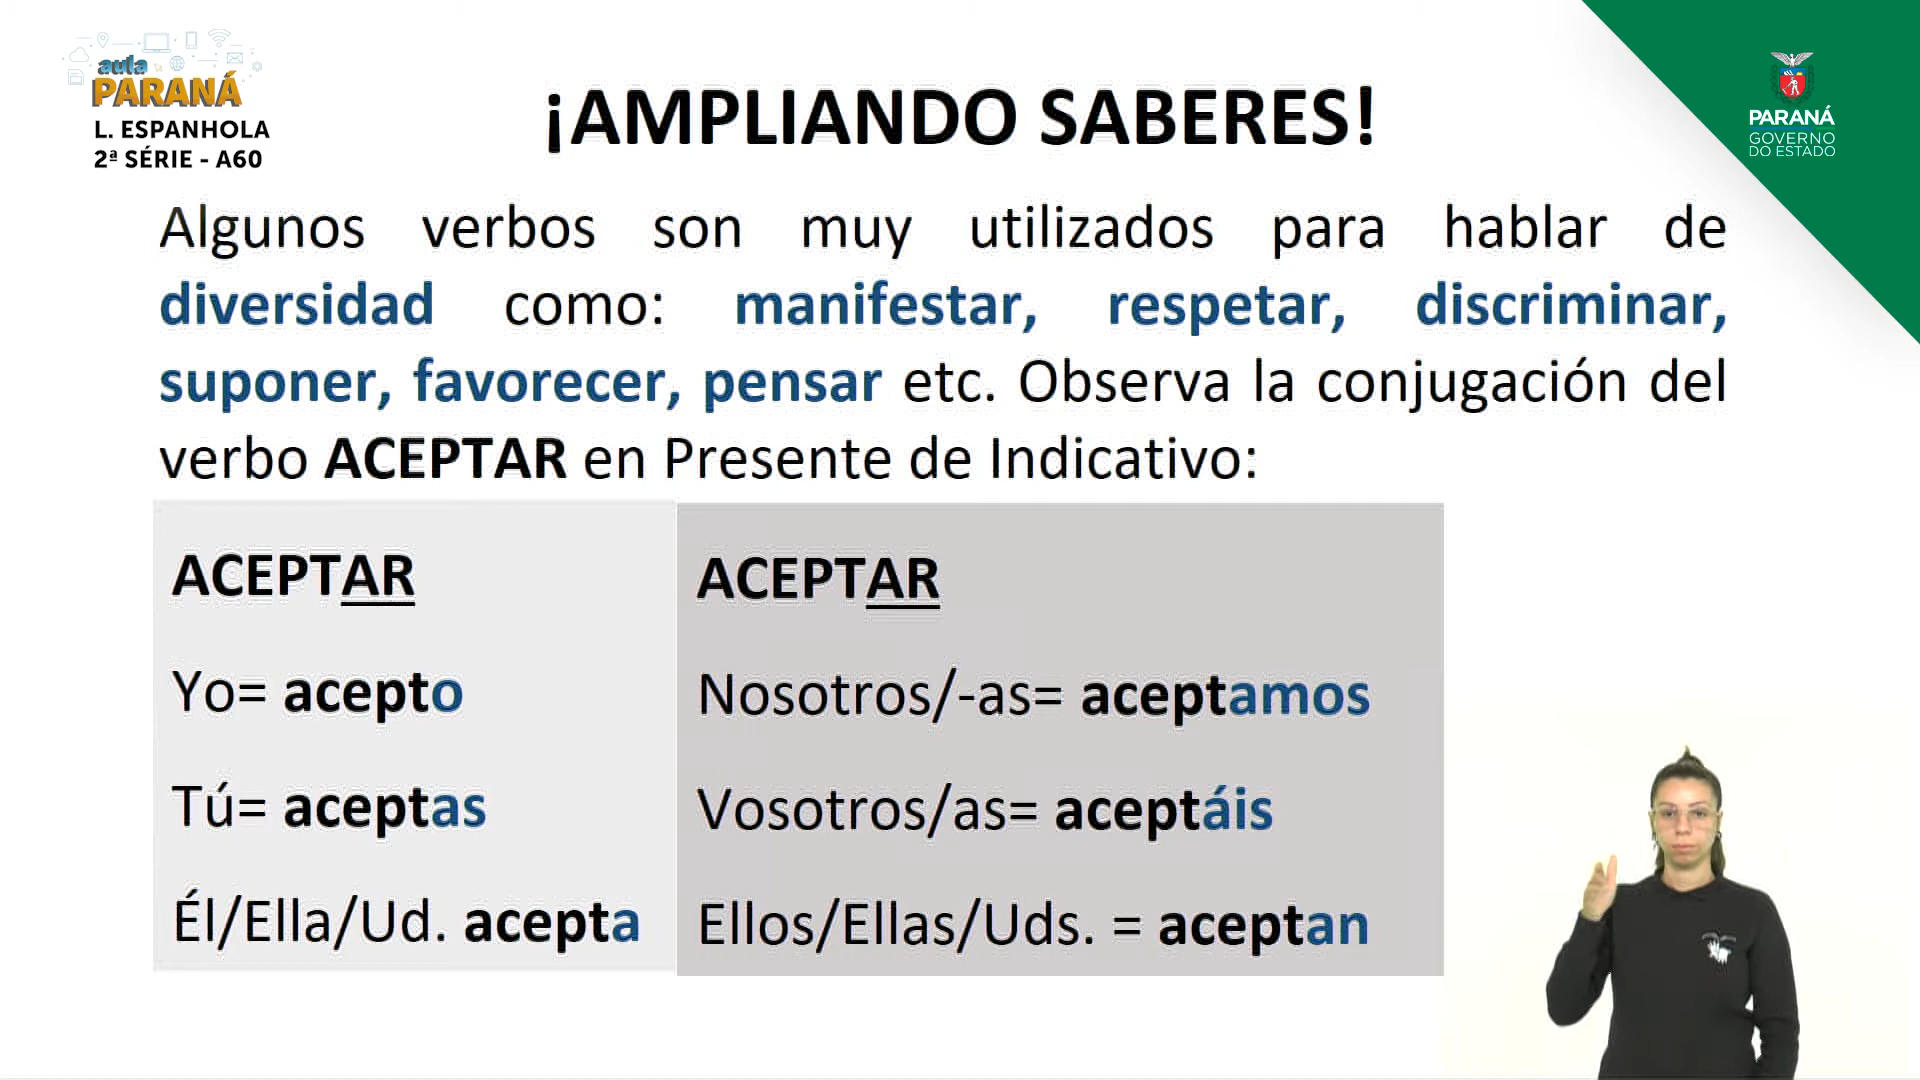 aula
PARANÁ
L. ESPANHOLA
2ª SÉRIE - A60
¡AMPLIANDO SABERES!
PARANÁ
GOVERNO
DO ESTADO
Algunos verbos son muy utilizados para hablar de
diversidad como: manifestar, respetar, discriminar,
suponer, favorecer, pensar etc. Observa la conjugación del
verbo ACEPTAR en Presente de Indicativo:
ACEPTAR
Yo= acepto
Tú= aceptas
Él/Ella/Ud. acepta
ACEPTAR
Nosotros/-as= aceptamos
Vosotros/as= aceptáis
Ellos/Ellas/Uds. = aceptan